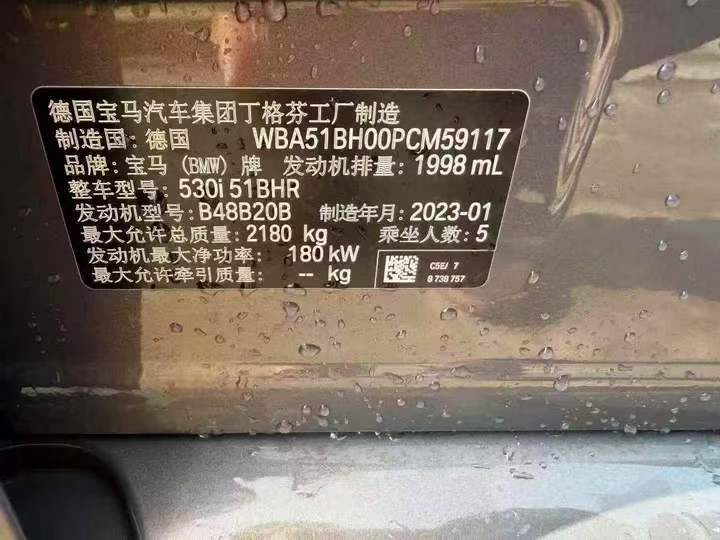 德国宝马汽车集团丁格芬工厂制造
制造国: 德国 WBA51BH00PCM59117
品牌: 宝马 (BMW) 牌 发动机排量: 1998 mL
整车型号: 530i 51BHR
发动机型号: B48B20B 制造年月: 2023-01
最大允许总质量: 2180 kg 乘坐人数: 5
发动机最大净功率: 180 kW
最大允许牵引质量: -- kg
C5E/ 7
9 738 757